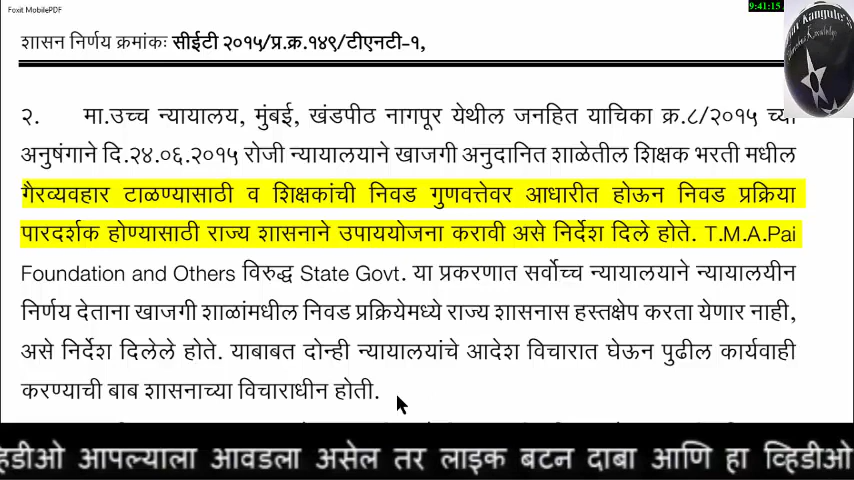 Foxit MobilePDF
9:41:15
शासन निर्णय क्रमांकः सीईटी २०१५/प्र.क्र.१४९/टीएनटी-१,
२. मा.उच्च न्यायालय, मुंबई, खंडपीठ नागपूर येथील जनहित याचिका क्र.८/२०१५ च्या
अनुषंगाने दि.२४.०६.२०१५ रोजी न्यायालयाने खाजगी अनुदानित शाळेतील शिक्षक भरती मधील
गैरव्यवहार टाळण्यासाठी व शिक्षकांची निवड गुणवत्तेवर आधारीत होऊन निवड प्रक्रिया
पारदर्शक होण्यासाठी राज्य शासनाने उपाययोजना करावी असे निर्देश दिले होते. T.M.A.Pai
Foundation and Others विरुद्ध State Govt. या प्रकरणात सर्वोच्च न्यायालयाने न्यायालयीन
निर्णय देताना खाजगी शाळांमधील निवड प्रक्रियेमध्ये राज्य शासनास हस्तक्षेप करता येणार नाही,
असे निर्देश दिलेले होते. याबाबत दोन्ही न्यायालयांचे आदेश विचारात घेऊन पुढील कार्यवाही
करण्याची बाब शासनाच्या विचाराधीन होती.
हिडीओ आपल्याला आवडला असेल तर लाइक बटन दाबा आणि हा व्हिडीओ